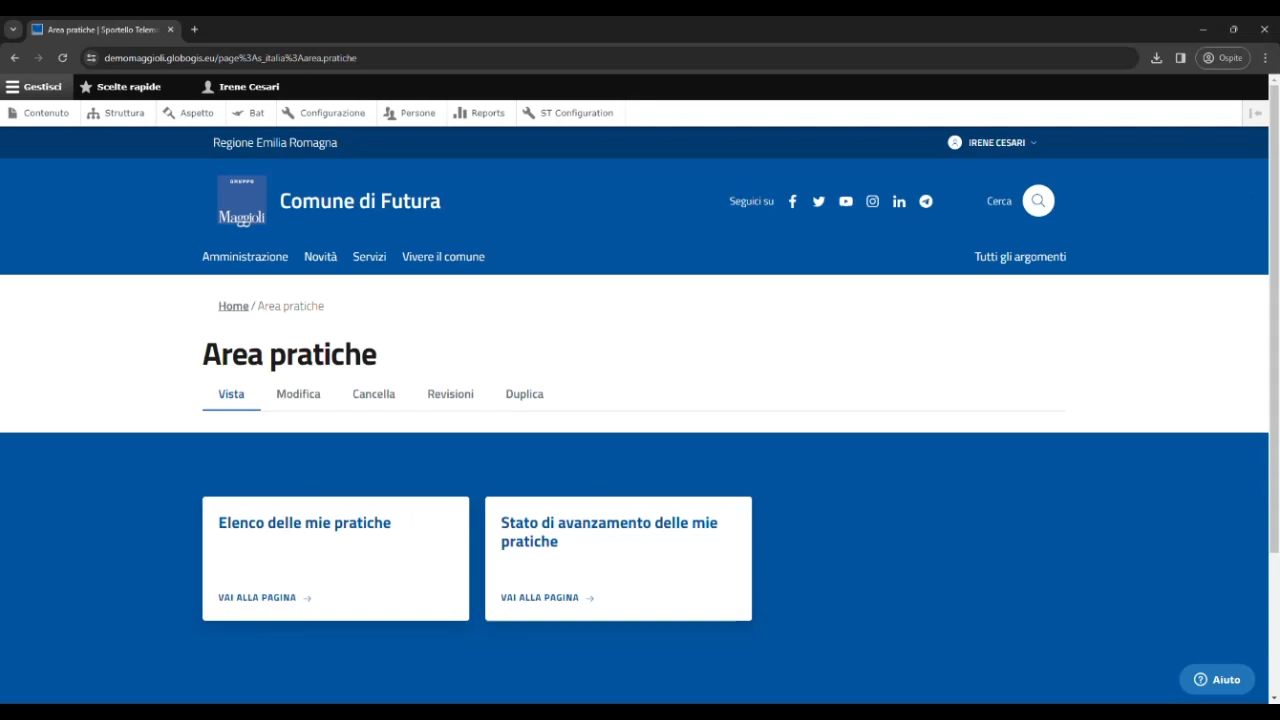 Area pratiche | Sportello Telem
demomaggioli.globogis.eu/page%3As_italia%3Aarea.pratiche
Ospite
Gestisci
Scelte rapide
Irene Cesari
Contenuto
Struttura
Aspetto
Bat
Configurazione
Persone
Reports
ST Configuration
Regione Emilia Romagna
IRENE CESARI
GRUPPO
Maggioli
Comune di Futura
Seguici su
Cerca
Amministrazione
Novità
Servizi
Vivere il comune
Tutti gli argomenti
Home / Area pratiche
Area pratiche
Vista
Modifica
Cancella
Revisioni
Duplica
Elenco delle mie pratiche
VAI ALLA PAGINA
Stato di avanzamento delle mie
pratiche
VAI ALLA PAGINA
Aiuto